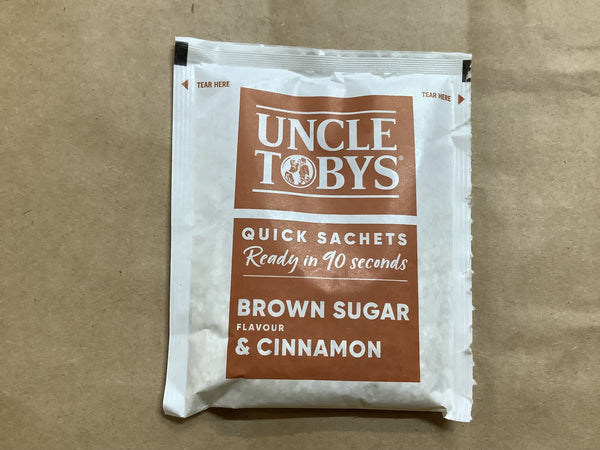 TEAR HERE
TEAR HERE
UNCLE
TOBYS®
QUICK SACHETS
Ready in 90 seconds
BROWN SUGAR
FLAVOUR
& CINNAMON